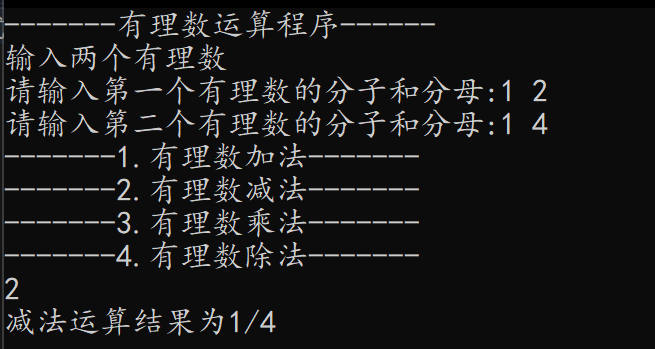 -------有理数运算程序------
输入两个有理数
请输入第一个有理数的分子和分母:1 2
请输入第二个有理数的分子和分母:1 4
-------1.有理数加法-------
-------2.有理数减法-------
-------3.有理数乘法-------
-------4.有理数除法-------
2
减法运算结果为1/4